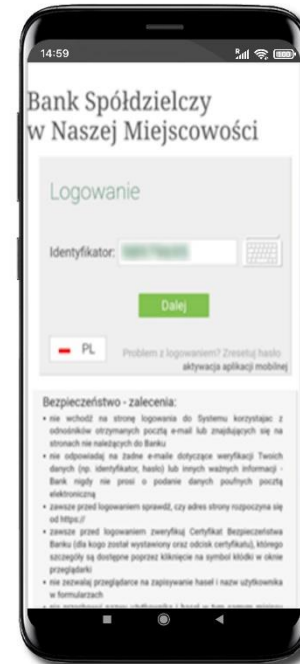 14:59
Bank Spółdzielczy
w Naszej Miejscowości
Logowanie
Identyfikator:
Dalej
PL
Problem z logowaniem? Zresetuj hasło
aktywacja aplikacji mobilnej
Bezpieczeństwo - zalecenia:
• nie wchodź na stronę logowania do Systemu korzystając z
odnośników otrzymanych pocztą e-mail lub znajdujących się na
stronach nie należących do Banku
• nie odpowiadaj na żadne e-maile dotyczące weryfikacji Twoich
danych (np. identyfikator, hasło) lub innych ważnych informacji -
Bank nigdy nie prosi o podanie danych poufnych pocztą
elektroniczną
• zawsze przed logowaniem sprawdź, czy adres strony rozpoczyna się
od https://
• zawsze przed logowaniem zweryfikuj Certyfikat Bezpieczeństwa
Banku (dla kogo został wystawiony oraz odcisk certyfikatu), którego
szczegóły są dostępne poprzez kliknięcie na symbol kłódki w oknie
przeglądarki
• nie zezwalaj przeglądarce na zapisywanie haseł i nazw użytkownika
w formularzach